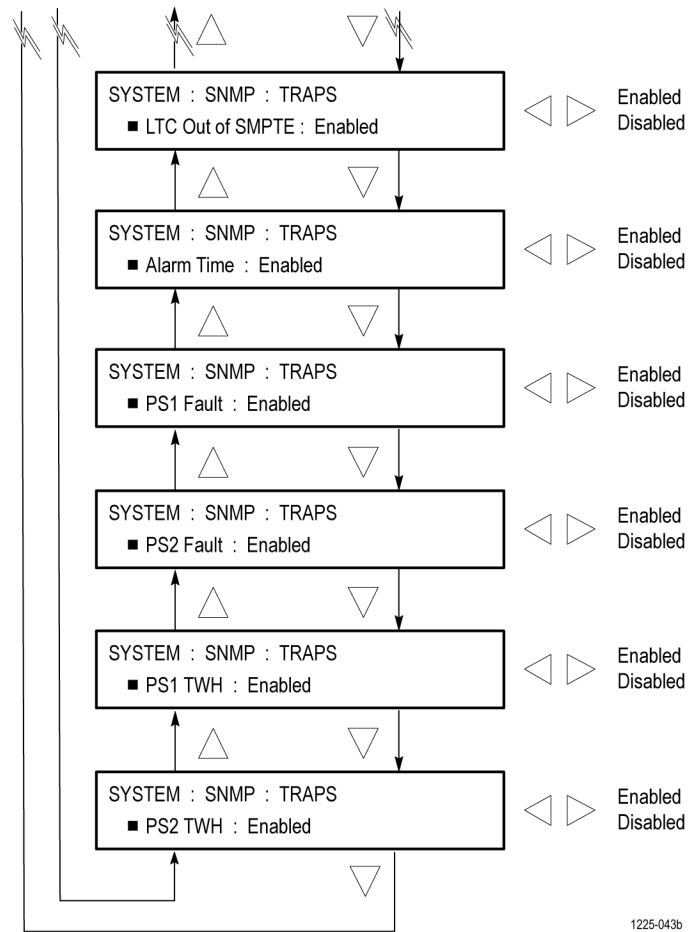 SYSTEM : SNMP : TRAPS
■ LTC Out of SMPTE : Enabled
Enabled
Disabled
SYSTEM : SNMP : TRAPS
■ Alarm Time : Enabled
Enabled
Disabled
SYSTEM : SNMP : TRAPS
■ PS1 Fault : Enabled
Enabled
Disabled
SYSTEM : SNMP : TRAPS
■ PS2 Fault : Enabled
Enabled
Disabled
SYSTEM : SNMP : TRAPS
■ PS1 TWH : Enabled
Enabled
Disabled
SYSTEM : SNMP : TRAPS
■ PS2 TWH : Enabled
Enabled
Disabled
1225-043b